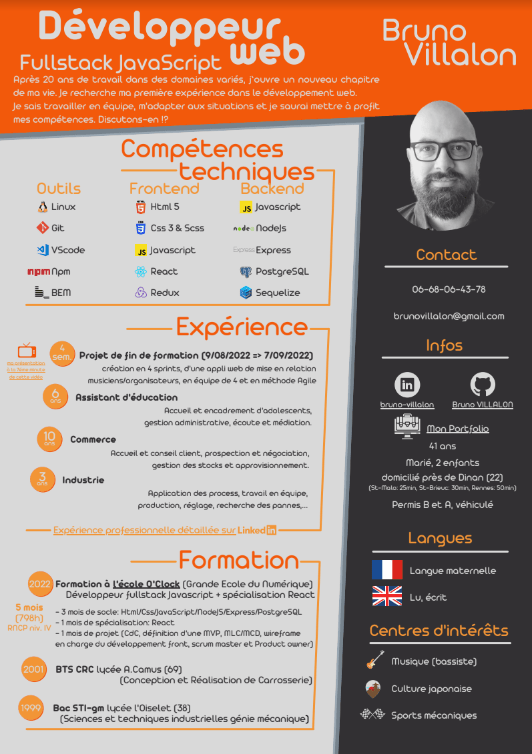 Développeur
web
Fullstack JavaScript
Après 20 ans de travail dans des domaines variés, j'ouvre un nouveau chapitre
de ma vie. Je recherche ma première expérience dans le développement web.
Je sais travailler en équipe, m'adapter aux situations et je saurai mettre à profit
mes compétences. Discutons-en !?
Bruno
Villalon
Compétences
techniques
Outils
Linux
Git
VScode
npm Npm
BEM
Frontend
Html 5
Css 3 & Scss
JS Javascript
React
Redux
Backend
JS Javascript
node NodeJs
Express
PostgreSQL
Sequelize
Expérience
4
sem.
Projet de fin de formation (9/08/2022 => 7/09/2022)
création en 4 sprints, d'une appli web de mise en relation
musiciens/organisateurs, en équipe de 4 et en méthode Agile
6
ans
Assistant d'éducation
Accueil et encadrement d'adolescents,
gestion administrative, écoute et médiation.
10
ans
Commerce
Accueil et conseil client, prospection et négociation,
gestion des stocks et approvisionnement.
3
ans
Industrie
Application des process, travail en équipe,
production, réglage, recherche des pannes,...
Expérience professionnelle détaillée sur Linked in
Formation
2022
Formation à l'école O'Clock (Grande Ecole du Numérique)
Développeur fullstack Javascript + spécialisation React
5 mois
(798h)
RNCP niv. IV
- 3 mois de socle: Html/Css/JavaScript/NodeJS/Express/PostgreSQL
- 1 mois de spécialisation: React
- 1 mois de projet (CdC, définition d'une MVP, MLC/MCD, wireframe
en charge du développement front, scrum master et Product owner)
2001
BTS CRC lycée A.Camus (69)
(Conception et Réalisation de Carrosserie)
1999
Bac STI-gm lycée l'Oiselet (38)
(Sciences et techniques industrielles génie mécanique)
Contact
06-68-06-43-78
brunovillalon@gmail.com
Infos
in
bruno-villalon
Bruno VILLALON
Mon Portfolio
41 ans
Marié, 2 enfants
domicilié près de Dinan (22)
(St-Malo: 25min, St-Brieuc: 30min, Rennes: 50min)
Permis B et A, véhiculé
Langues
Langue maternelle
Lu, écrit
Centres d'intérêts
Musique (bassiste)
Culture japonaise
Sports mécaniques